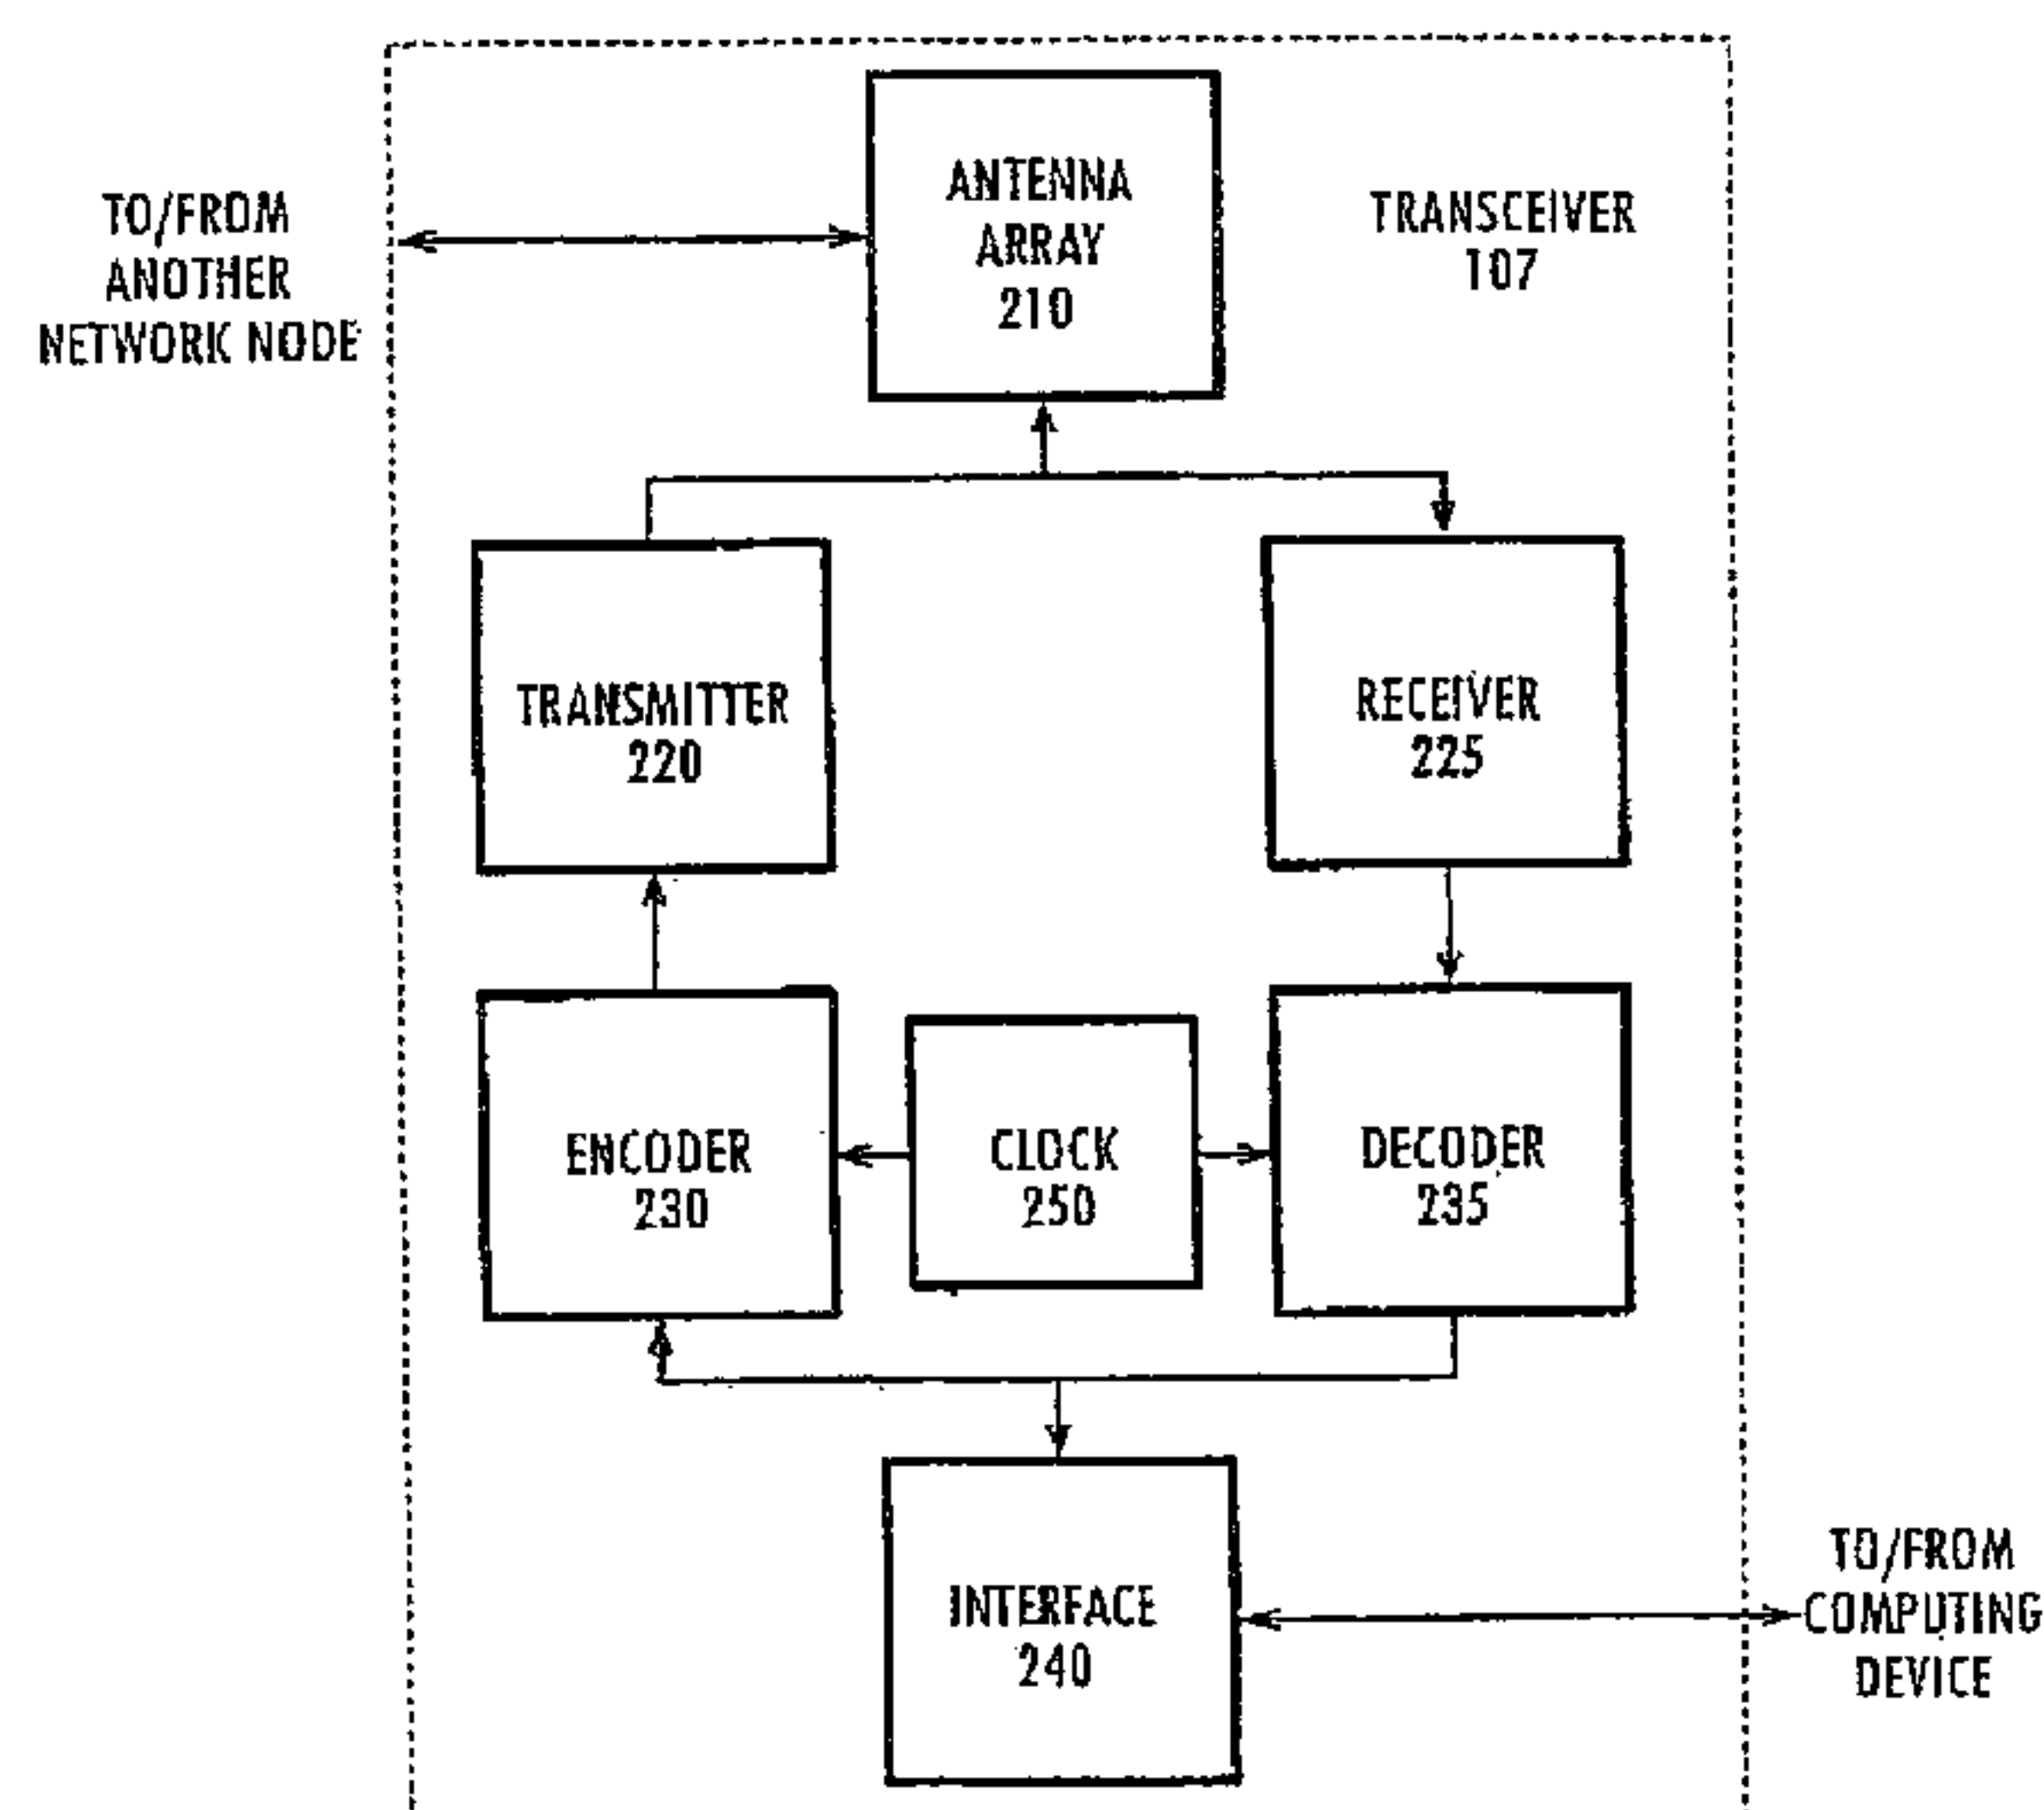 TO/FROM
ANOTHER
NETWORK NODE
ANTENNA
ARRAY
210
TRANSCEIVER
107
TRANSMITTER
220
RECEIVER
225
ENCODER
230
CLOCK
250
DECODER
235
INTERFACE
240
TO/FROM
COMPUTING
DEVICE